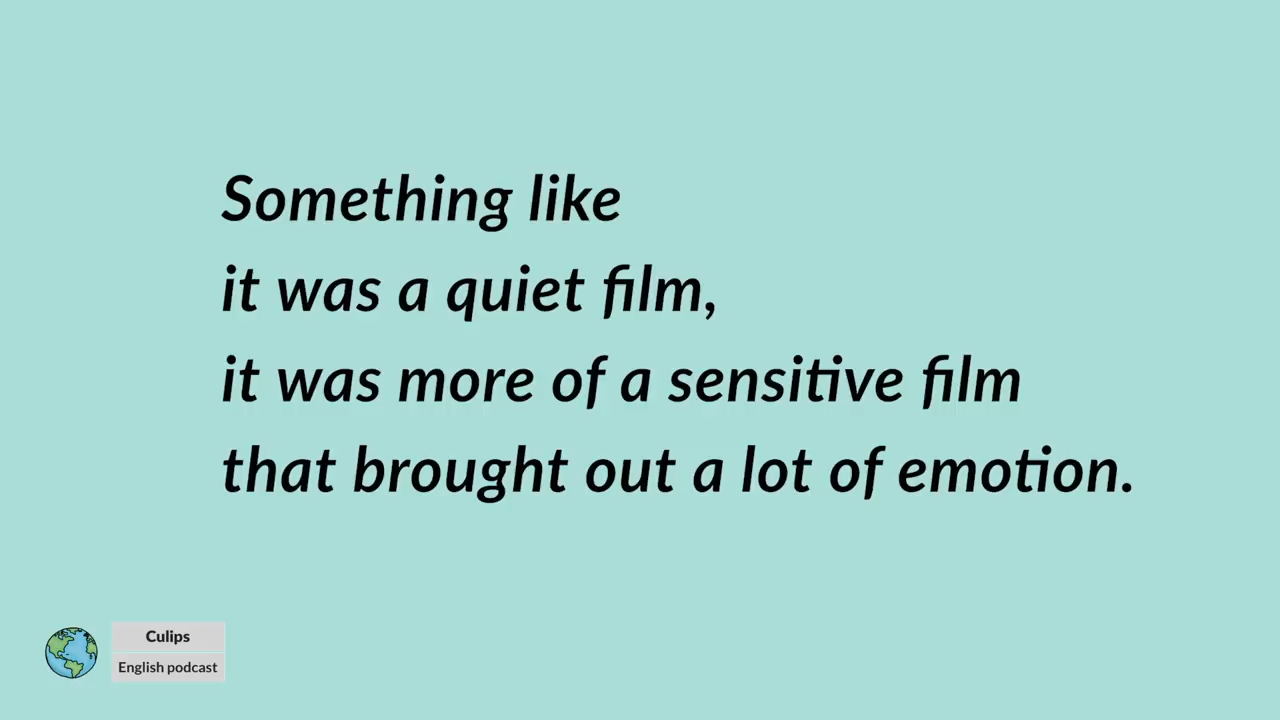 Something like
it was a quiet film,
it was more of a sensitive film
that brought out a lot of emotion.
Culips
English podcast